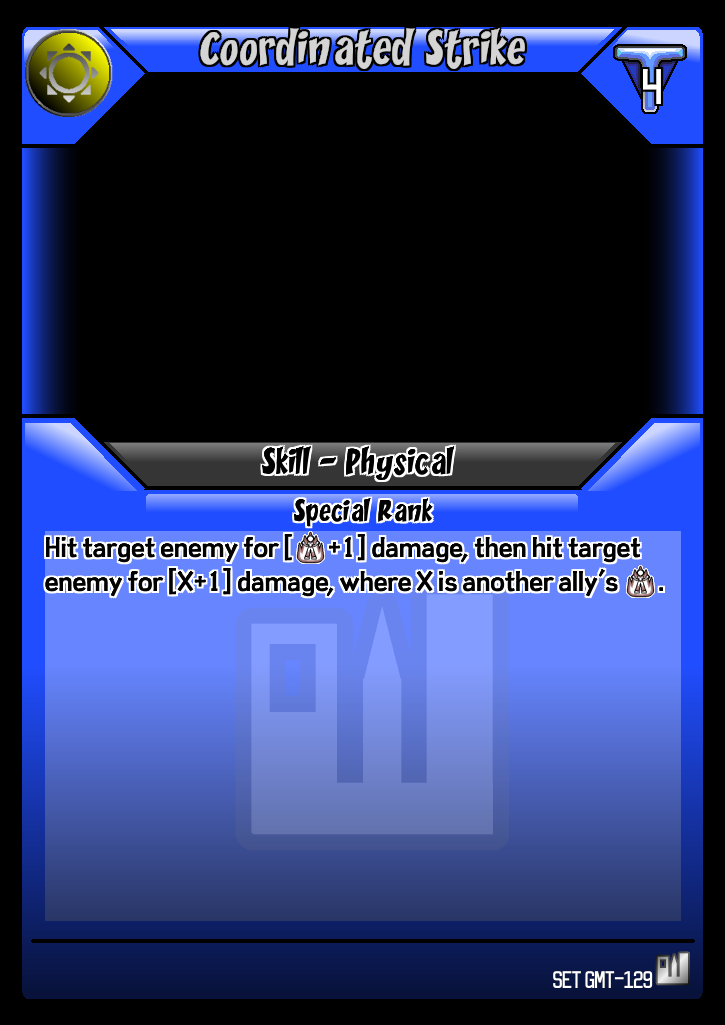 Coordinated Strike
4
Skill - Physical
Special Rank
Hit target enemy for [ +1] damage, then hit target
enemy for [X+1] damage, where X is another ally's .
SET GMT-129